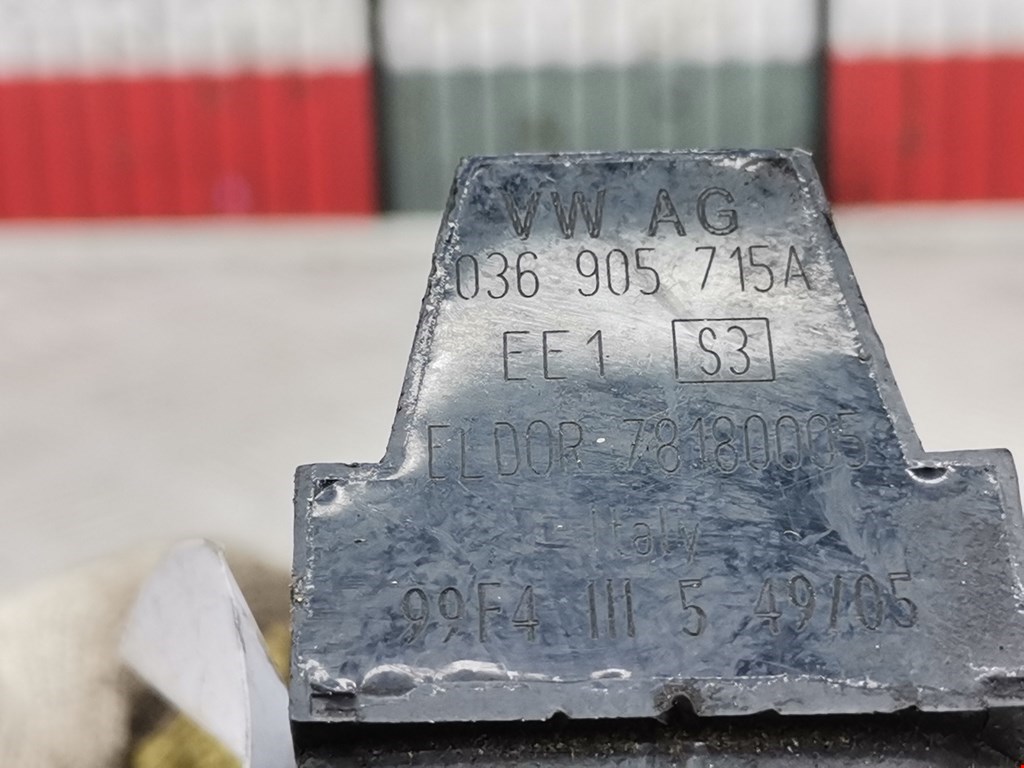 VW AG
036 905 715A
EE1 S3
ELDOR 78180005
Italy
99F4 III 5 49/05